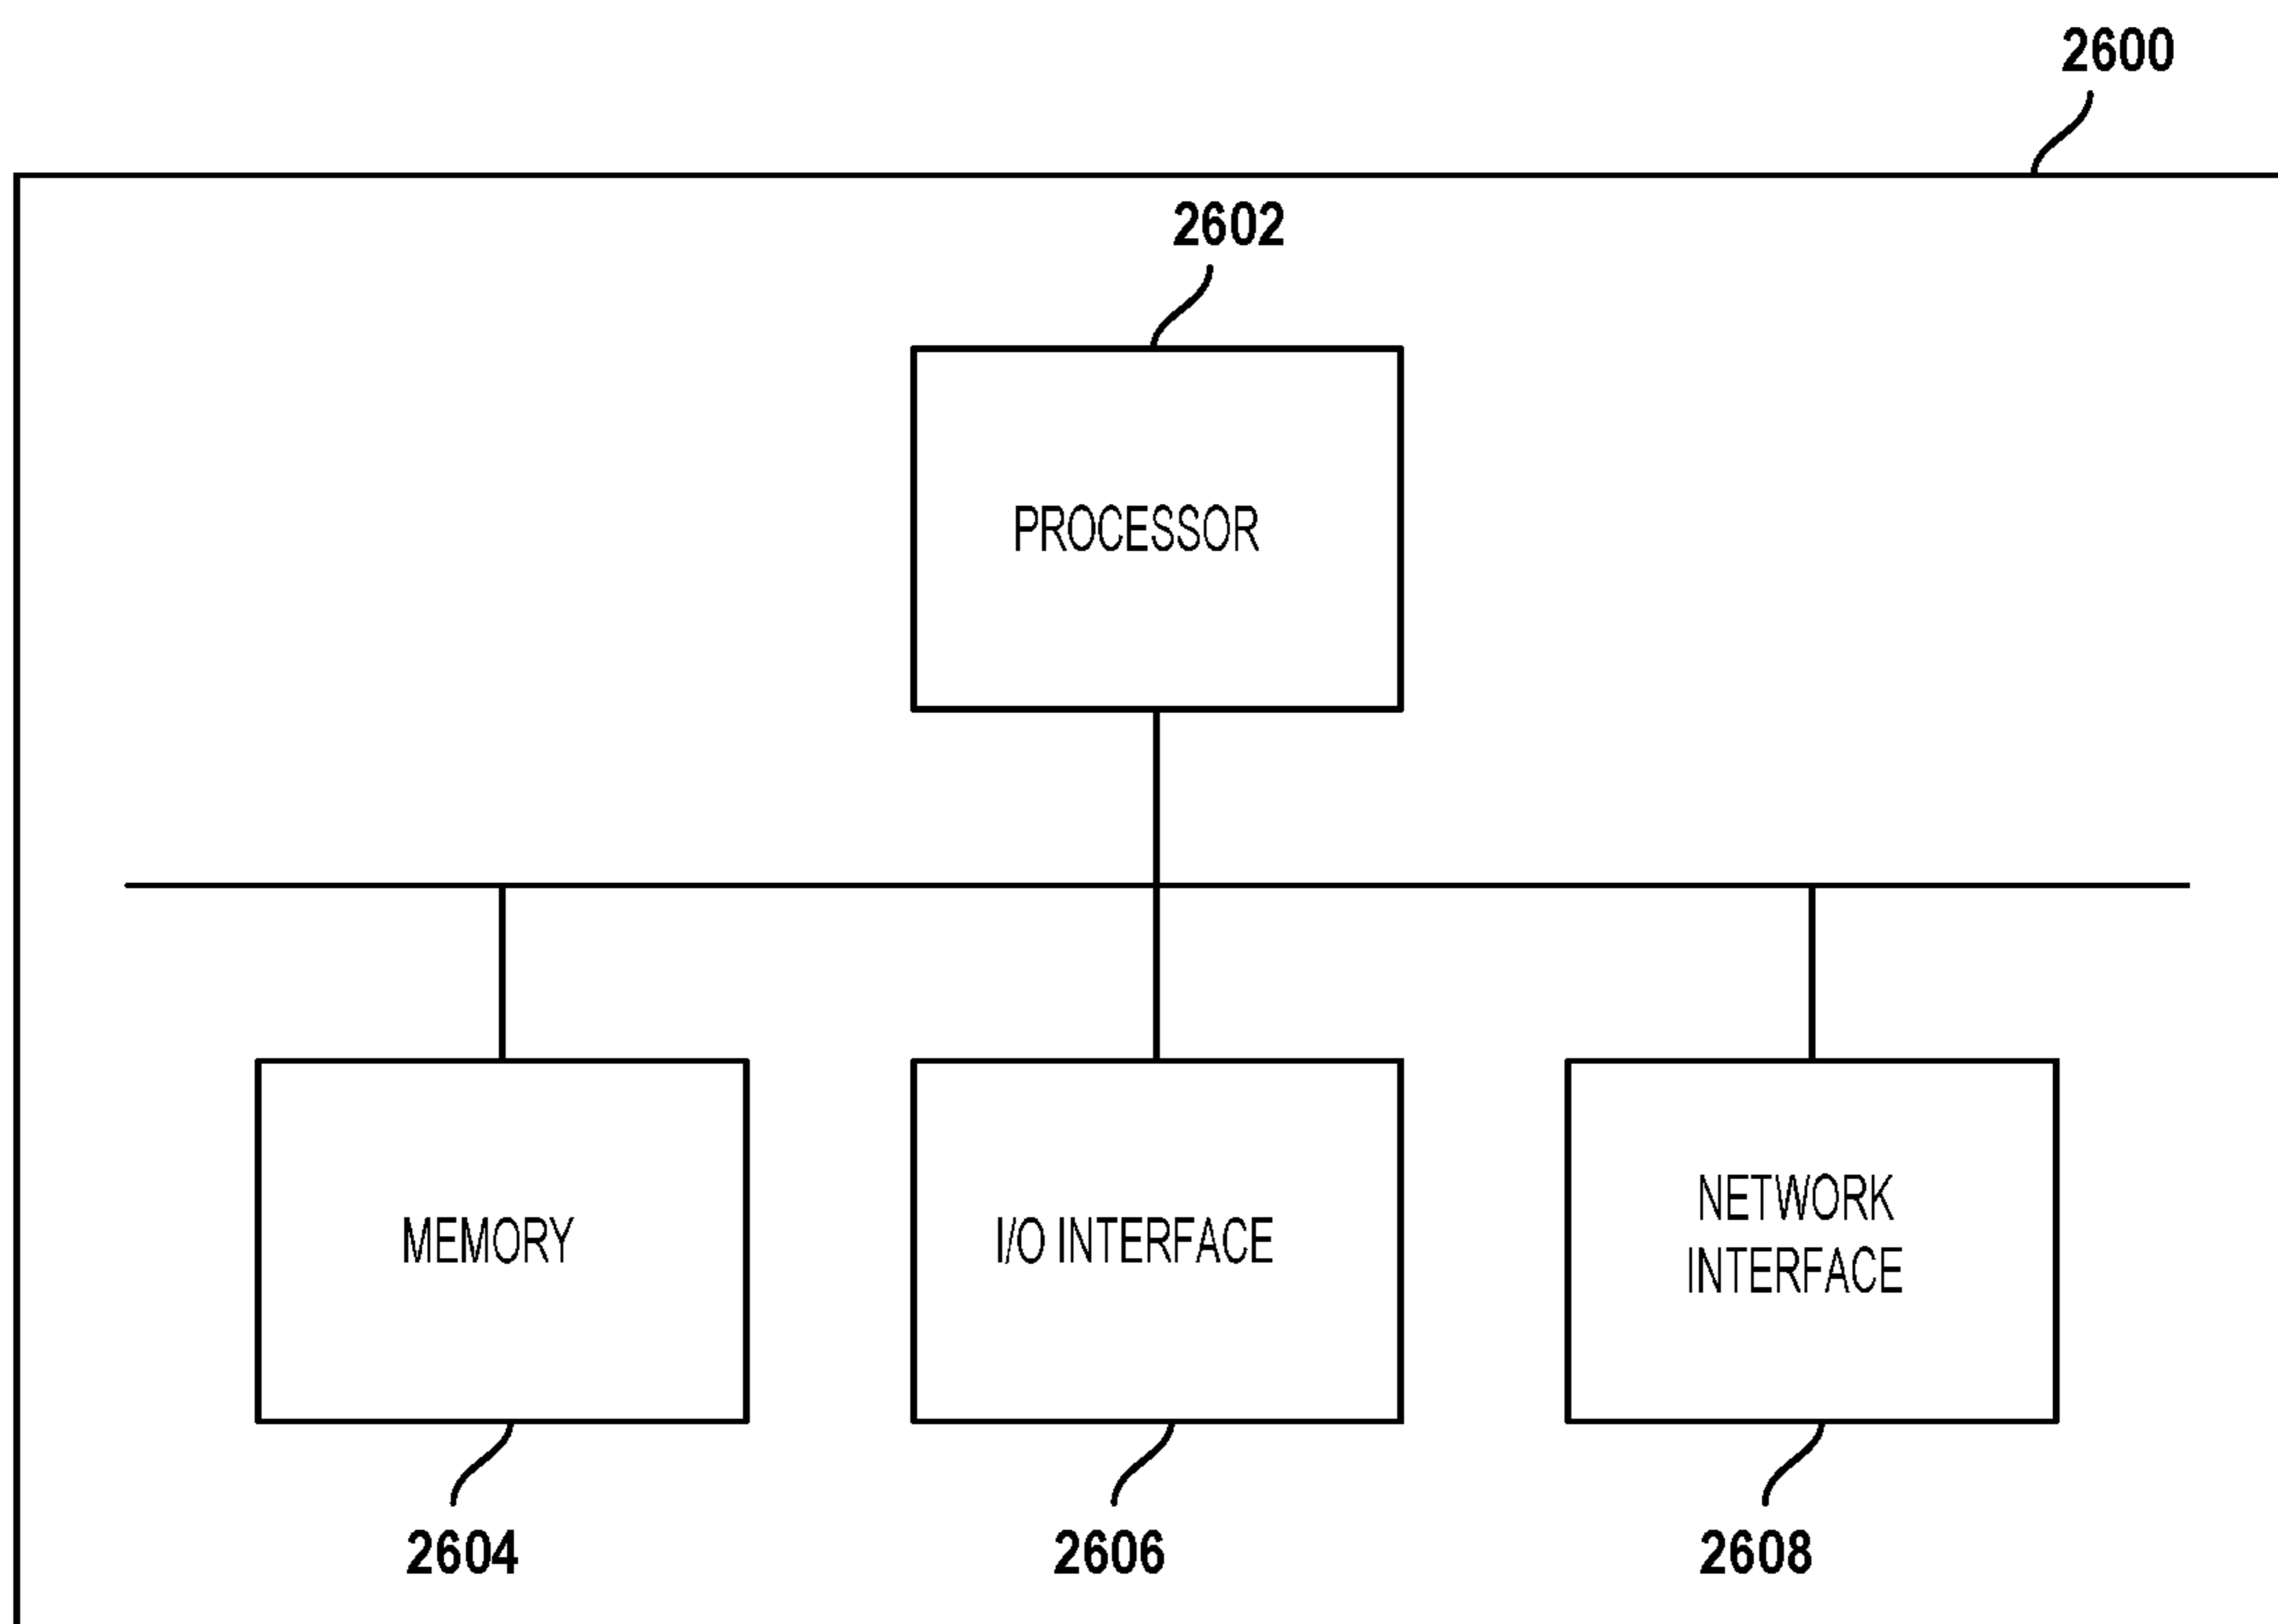 2600
2602
PROCESSOR
MEMORY
I/O INTERFACE
NETWORK
INTERFACE
2604
2606
2608